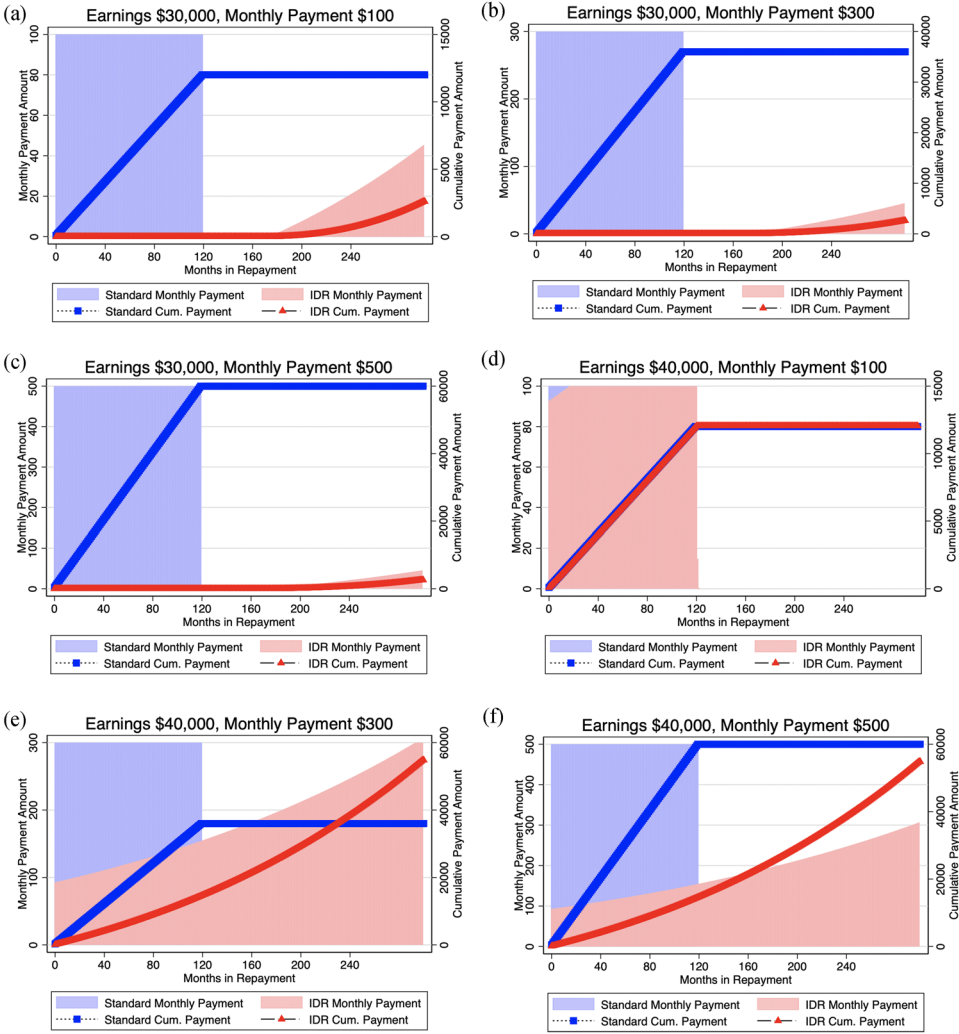 (a)
Earnings $30,000, Monthly Payment $100
Monthly Payment Amount
100
80
60
40
20
0
15000
10000
5000
0
Cumulative Payment Amount
0 40 80 120 160 200 240
Months in Repayment
Standard Monthly Payment IDR Monthly Payment
Standard Cum. Payment IDR Cum. Payment
(b)
Earnings $30,000, Monthly Payment $300
Monthly Payment Amount
300
200
100
0
40000
30000
20000
10000
0
Cumulative Payment Amount
0 40 80 120 160 200 240
Months in Repayment
Standard Monthly Payment IDR Monthly Payment
Standard Cum. Payment IDR Cum. Payment
(c)
Earnings $30,000, Monthly Payment $500
Monthly Payment Amount
500
400
300
200
100
0
60000
40000
20000
0
Cumulative Payment Amount
0 40 80 120 160 200 240
Months in Repayment
Standard Monthly Payment IDR Monthly Payment
Standard Cum. Payment IDR Cum. Payment
(d)
Earnings $40,000, Monthly Payment $100
Monthly Payment Amount
100
80
60
40
20
0
15000
10000
5000
0
Cumulative Payment Amount
0 40 80 120 160 200 240
Months in Repayment
Standard Monthly Payment IDR Monthly Payment
Standard Cum. Payment IDR Cum. Payment
(e)
Earnings $40,000, Monthly Payment $300
Monthly Payment Amount
300
200
100
0
60000
40000
20000
0
Cumulative Payment Amount
0 40 80 120 160 200 240
Months in Repayment
Standard Monthly Payment IDR Monthly Payment
Standard Cum. Payment IDR Cum. Payment
(f)
Earnings $40,000, Monthly Payment $500
Monthly Payment Amount
500
400
300
200
100
0
60000
40000
20000
0
Cumulative Payment Amount
0 40 80 120 160 200 240
Months in Repayment
Standard Monthly Payment IDR Monthly Payment
Standard Cum. Payment IDR Cum. Payment